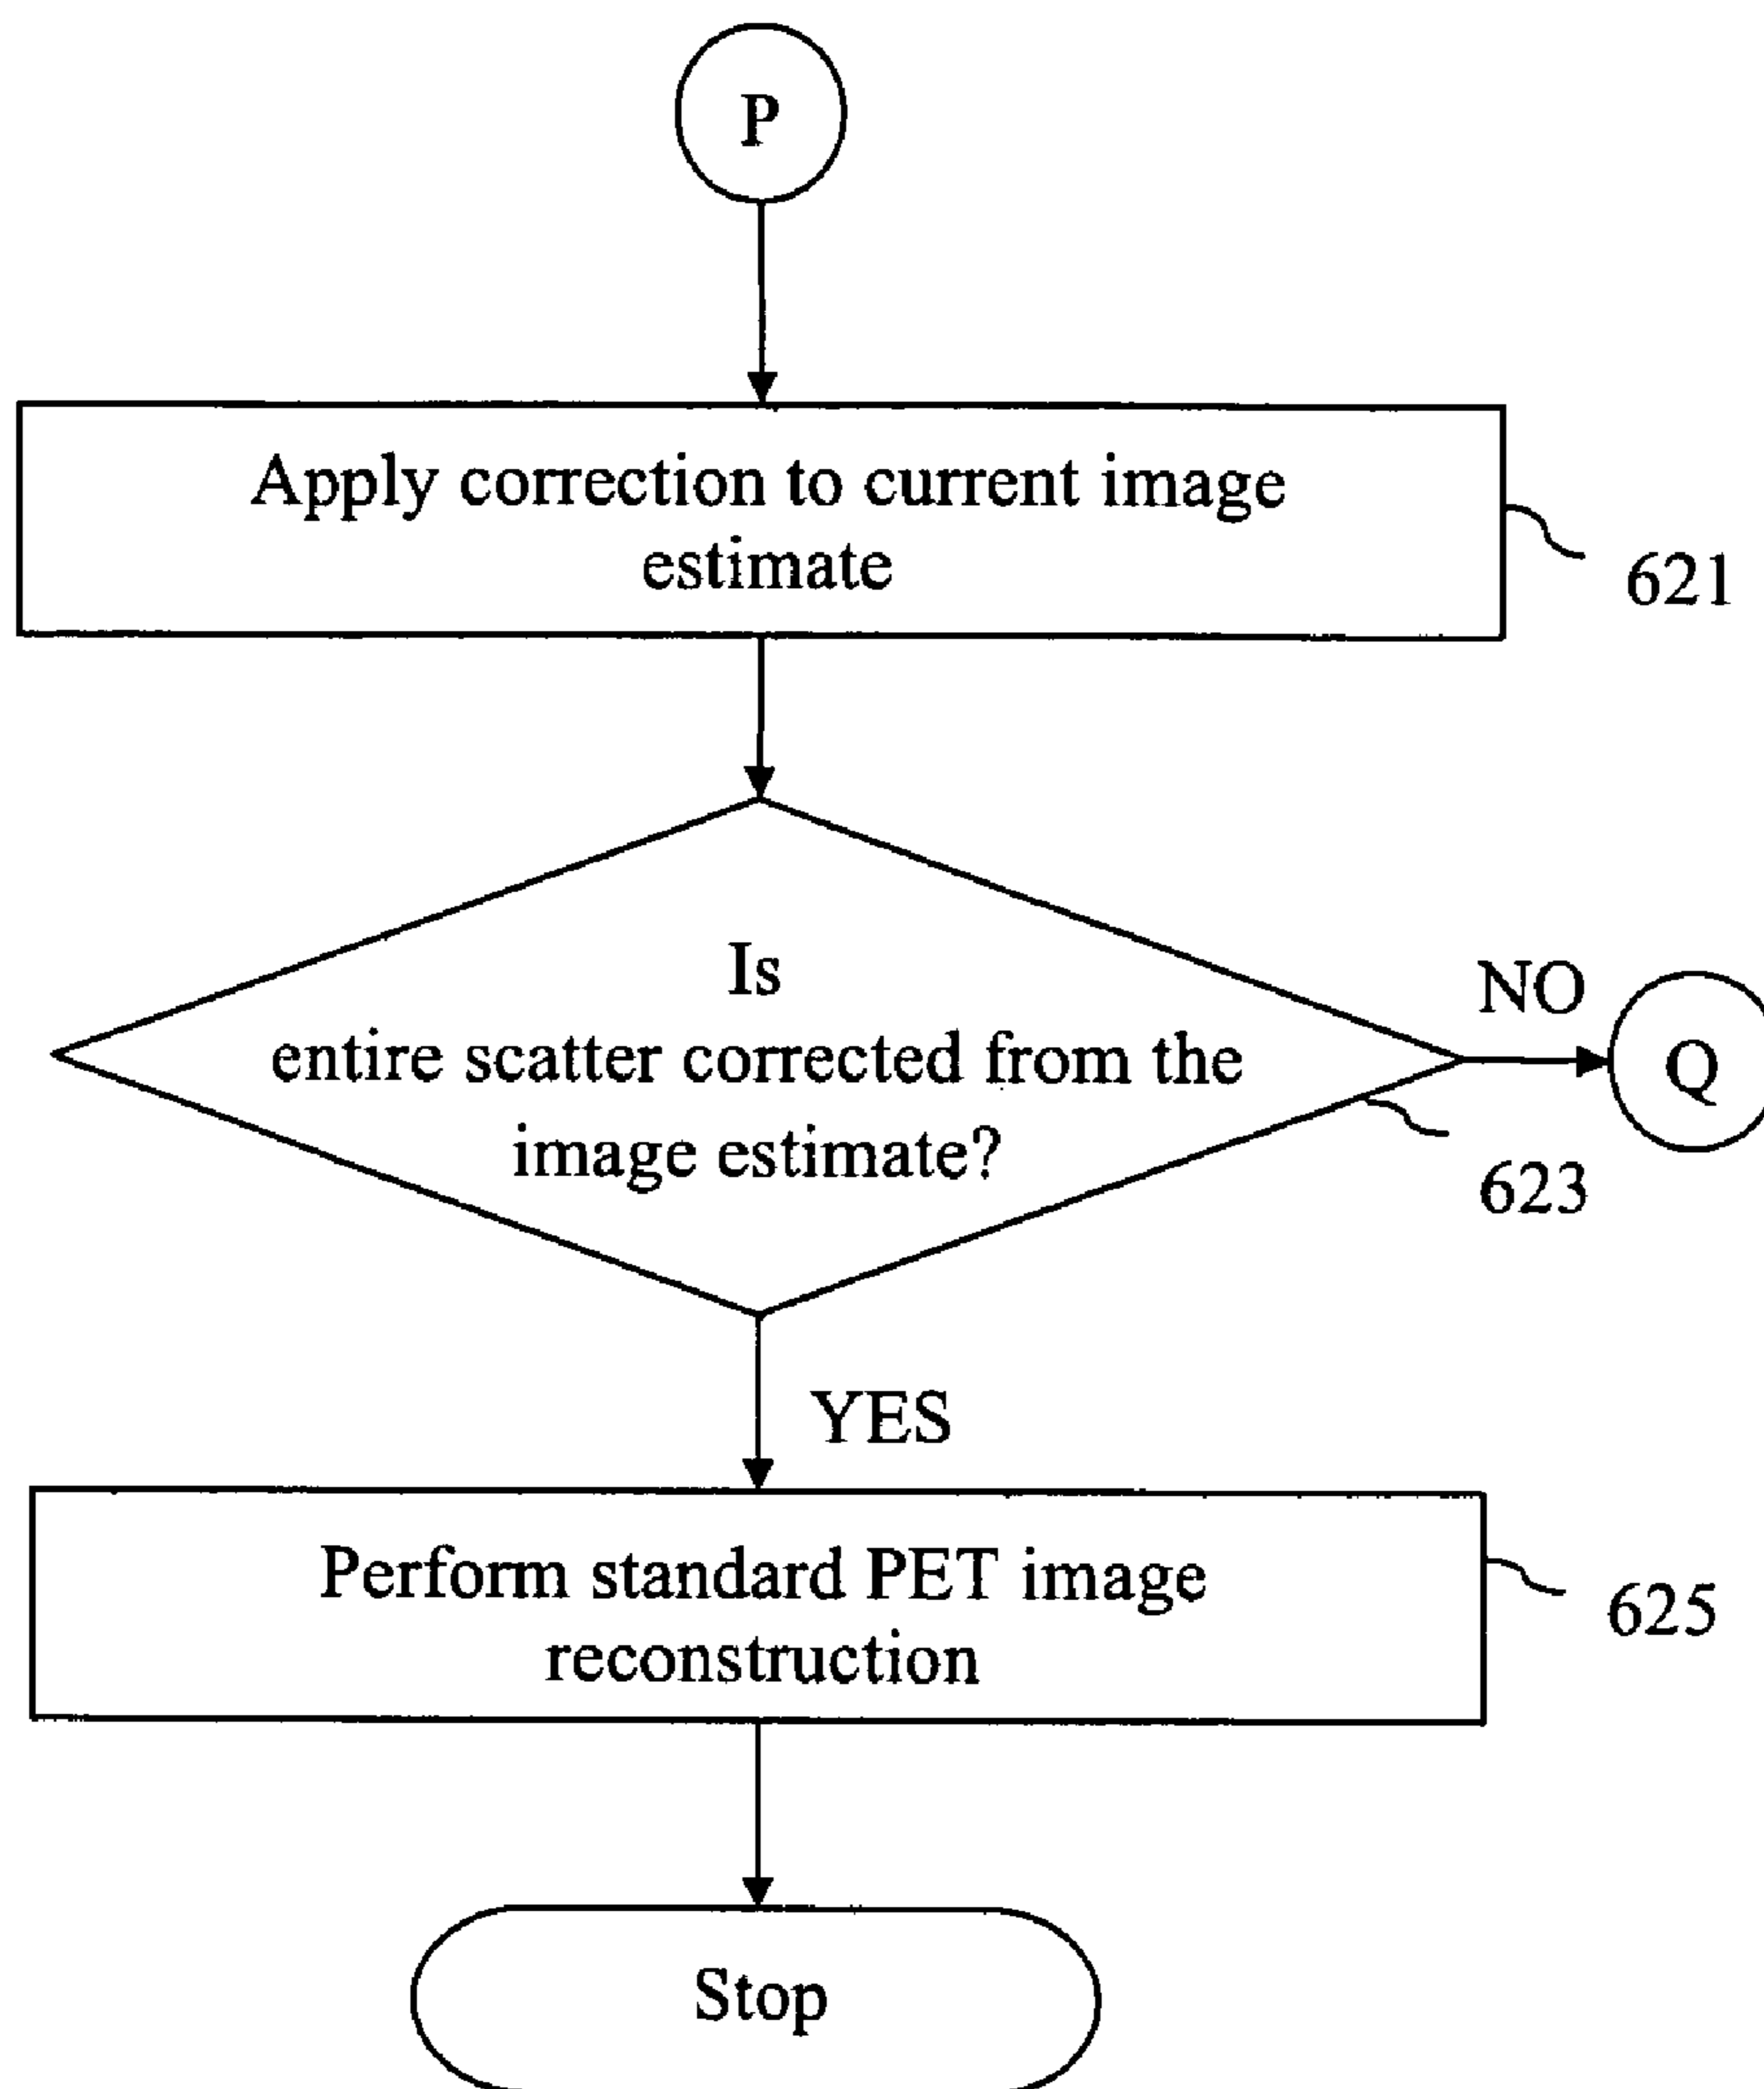 P
Apply correction to current image
estimate
621
Is
entire scatter corrected from the
image estimate?
NO
Q
623
YES
Perform standard PET image
reconstruction
625
Stop